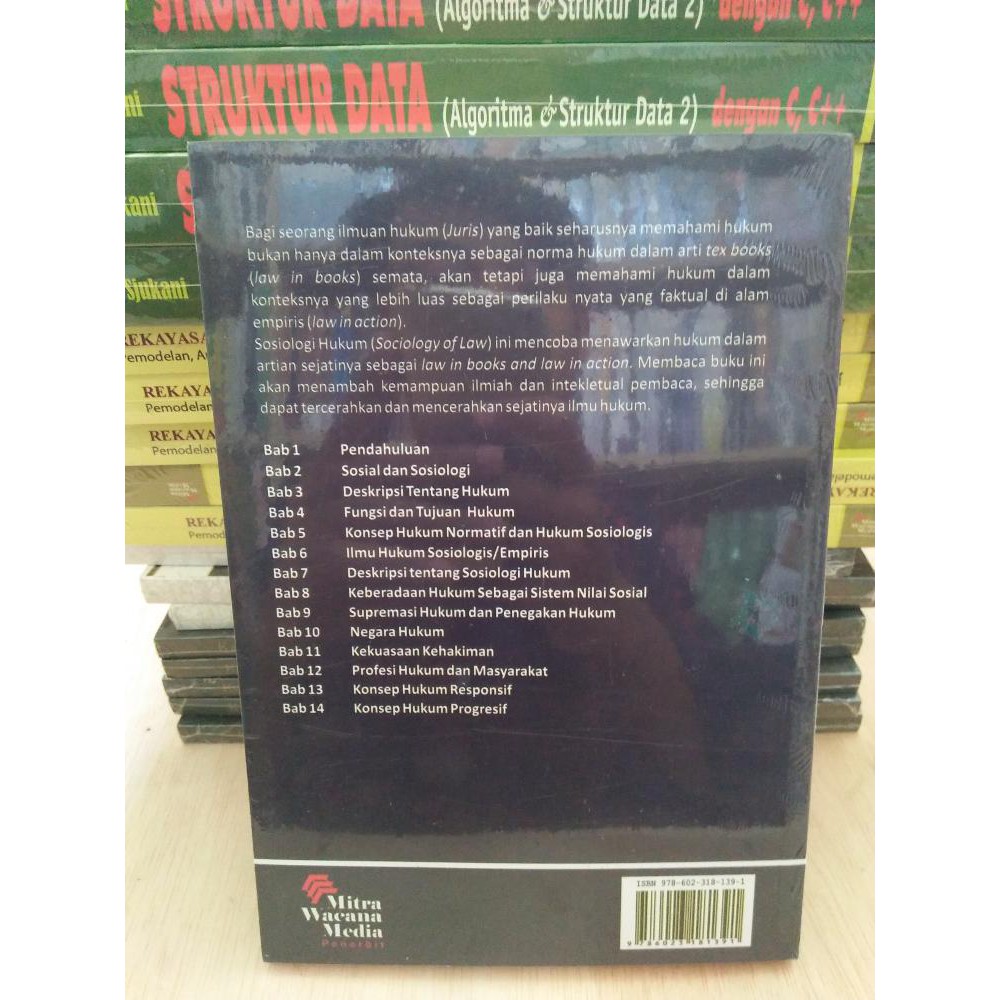 STRUKTUR DATA (Algoritma & Struktur Data 2) dengan C, C++
STRUKTUR DATA (Algoritma & Struktur Data 2) dengan C, C++
Sjukani
REKAYASA
Pemodelan
REKAYA
Pemodelan
REK
Bagi seorang ilmuan hukum (Juris) yang baik seharusnya memahami hukum
bukan hanya dalam konteksnya sebagai norma hukum dalam arti tex books
(law in books) semata, akan tetapi juga memahami hukum dalam
konteksnya yang lebih luas sebagai perilaku nyata yang faktual di alam
empiris (law in action).
Sosiologi Hukum (Sociology of Law) ini mencoba menawarkan hukum dalam
artian sejatinya sebagai law in books and law in action. Membaca buku ini
akan menambah kemampuan ilmiah dan intekletual pembaca, sehingga
dapat tercerahkan dan mencerahkan sejatinya ilmu hukum.
Bab 1 Pendahuluan
Bab 2 Sosial dan Sosiologi
Bab 3 Deskripsi Tentang Hukum
Bab 4 Fungsi dan Tujuan Hukum
Bab 5 Konsep Hukum Normatif dan Hukum Sosiologis
Bab 6 Ilmu Hukum Sosiologis/Empiris
Bab 7 Deskripsi tentang Sosiologi Hukum
Bab 8 Keberadaan Hukum Sebagai Sistem Nilai Sosial
Bab 9 Supremasi Hukum dan Penegakan Hukum
Bab 10 Negara Hukum
Bab 11 Kekuasaan Kehakiman
Bab 12 Profesi Hukum dan Masyarakat
Bab 13 Konsep Hukum Responsif
Bab 14 Konsep Hukum Progresif
Mitra
Wacana
Media
Penerbit
ISBN 978-602-318-139-1
9 786023 181391